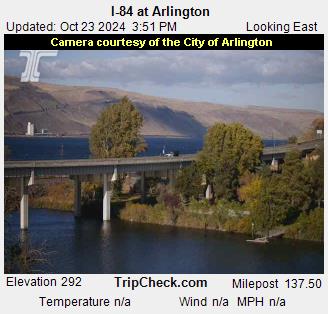 I-84 at Arlington
Updated: Oct 23 2024 3:51 PM Looking East
Camera courtesy of the City of Arlington
Elevation 292 TripCheck.com Milepost 137.50
Temperature n/a Wind n/a MPH n/a